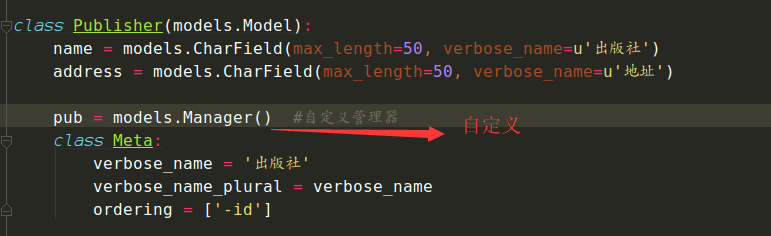 class Publisher(models.Model):
    name = models.CharField(max_length=50, verbose_name=u'出版社')
    address = models.CharField(max_length=50, verbose_name=u'地址')
    pub = models.Manager()  #自定义管理器
自定义
    class Meta:
        verbose_name = '出版社'
        verbose_name_plural = verbose_name
        ordering = ['-id']